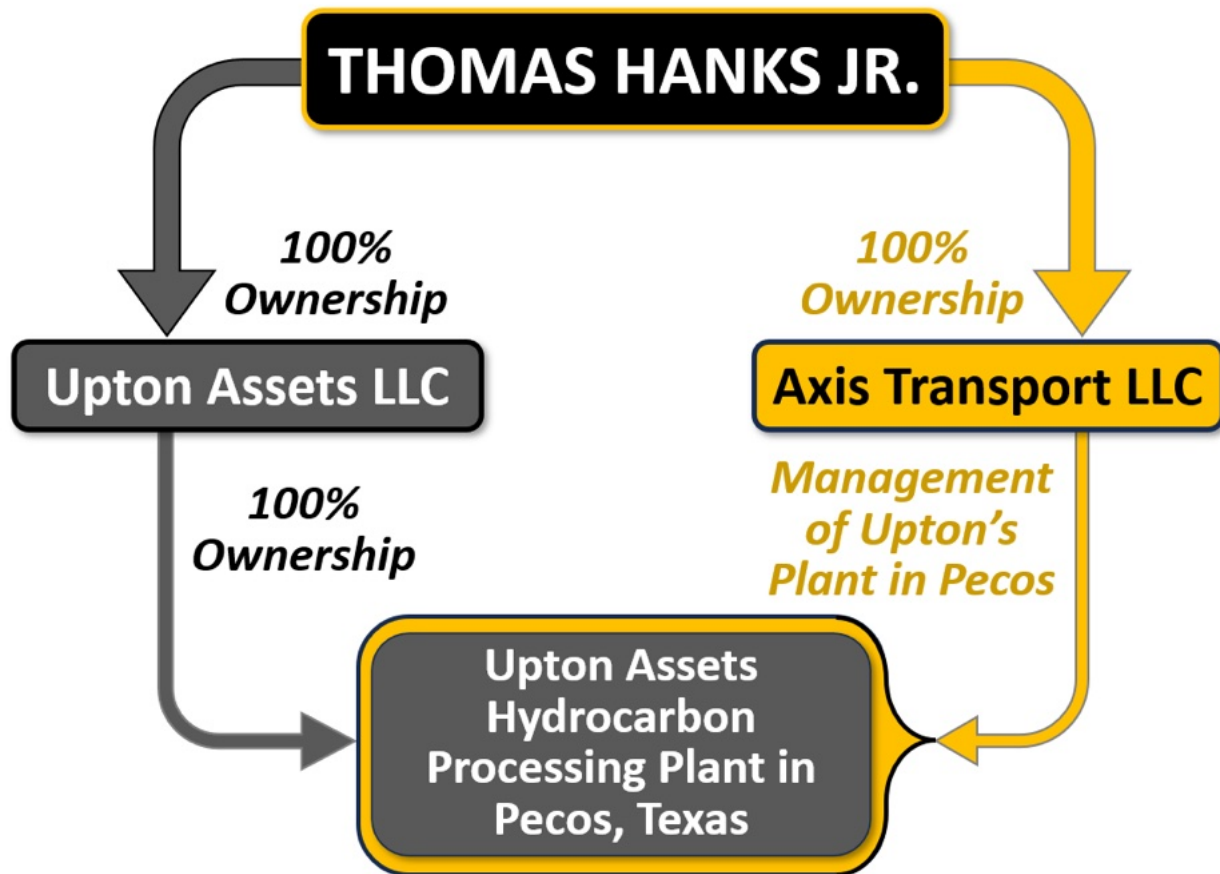 THOMAS HANKS JR.
100%
Ownership
100%
Ownership
Upton Assets LLC
Axis Transport LLC
100%
Ownership
Management
of Upton’s
Plant in Pecos
Upton Assets
Hydrocarbon
Processing Plant in
Pecos, Texas